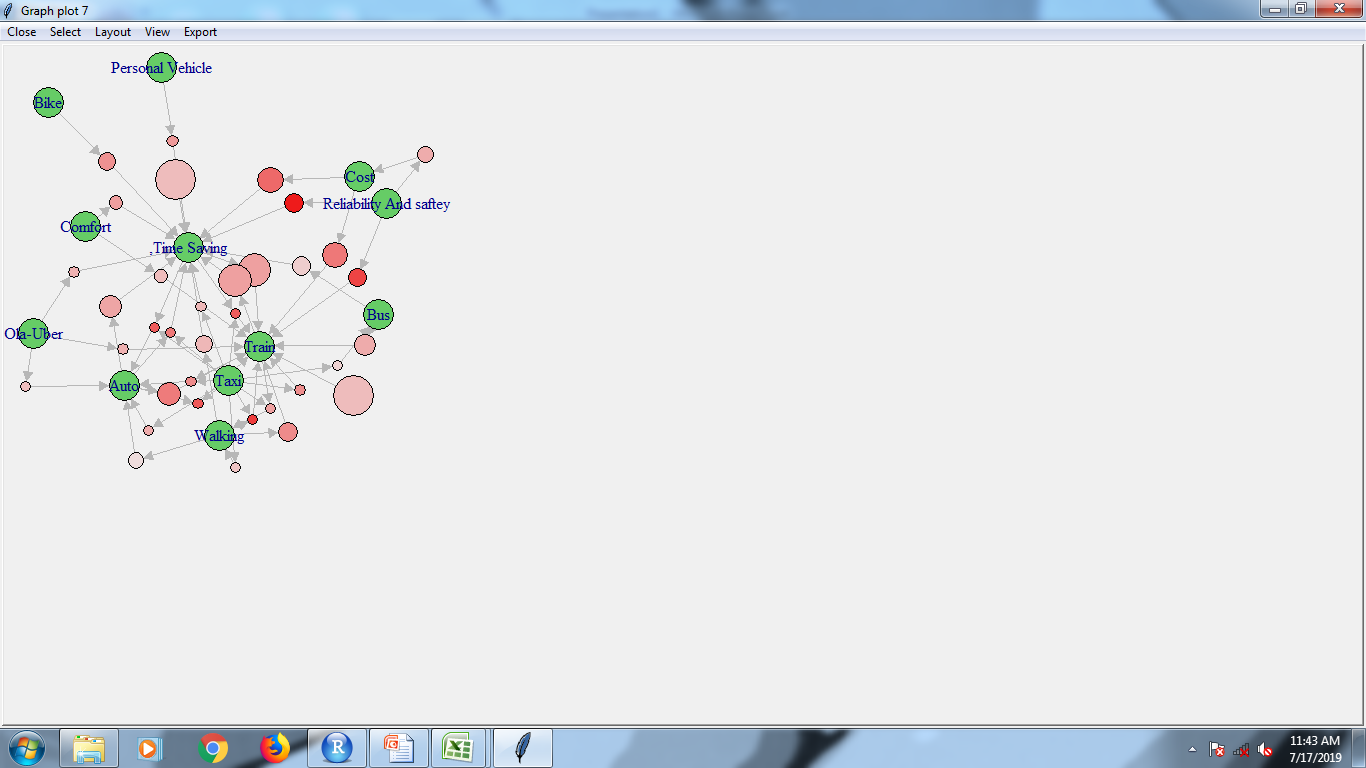 Graph plot 7
Close Select Layout View Export
Personal Vehicle
Bike
Cost
Reliability And saftey
Comfort
,Time Saving
Bus
Ola-Uber
Train
Auto
Taxi
Walking
11:43 AM
7/17/2019